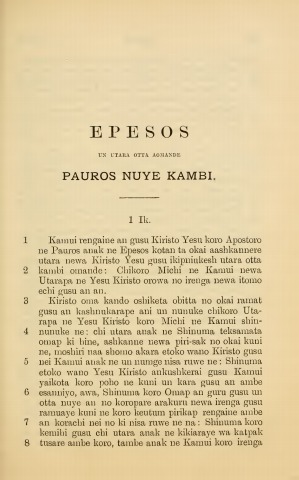 EPESOS
UN UTARA OTTA AOMANDE
PAUROS NUYE KAMBI.
1 Ik.
1 Kamui rengaine an gusu Kiristo Yesu koro Apostoro
ne Pauros anak ne Epesos kotan ta okai aashkannere
utara newa Kiristo Yesu gusu ikipniukesh utara otta
2 kambi omande: Chikoro Michi ne Kamui newa
Utarapa ne Yesu Kiristo orowa no irenga newa itomo
echi gusu an an.
3 Kiristo oma kando oshiketa obitta no okai ramat
gusu an kashnukarape ani un nunuke chikoro Uta-
rapa ne Yesu Kiristo koro Michi ne Kamui shin-
4 nunuke ne: chi utara anak ne Shinuma teksamata
omap ki bine, ashkanne newa piri-sak no okai kuni
ne, moshiri naa shomo akara etoko wano Kiristo gusu
5 nei Kamui anak ne un numge nisa ruwe ne: Shinuma
etoko wano Yesu Kiristo ankushkerai gusu Kamui
yaikota koro poho ne kuni un kara gusu an ambe
6 esamiyo, awa, Shinuma koro Omap an guru gusu un
otta nuye an no koropare arakuru newa irenga gusu
ramuaye kuni ne koro keutum pirikap rengaine ambe
7 an korachi nei no ki nisa ruwe ne na: Shinuma koro
kemihi gusu chi utara anak ne kikiaraye wa katpak
8 tusare ambe koro, tambe anak ne Kamui koro irenga